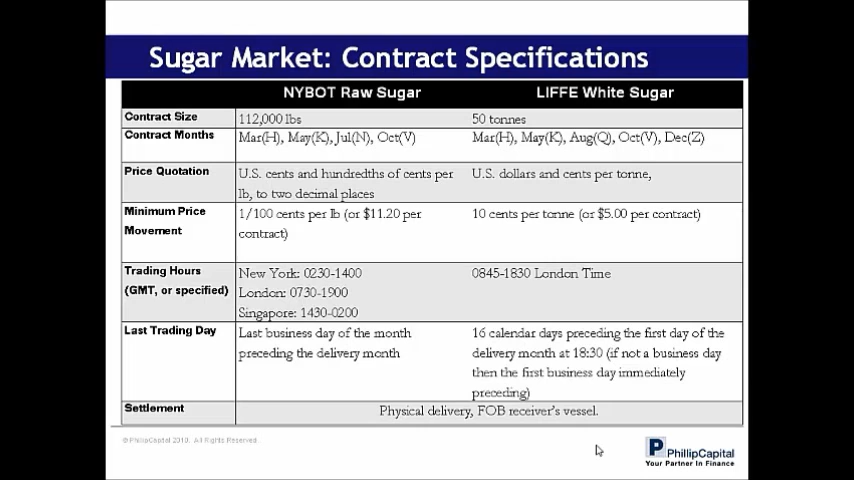 Sugar Market: Contract Specifications
NYBOT Raw Sugar LIFFE White Sugar
Contract Size 112,000 lbs 50 tonnes
Contract Months Mar(H), May(K), Jul(N), Oct(V) Mar(H), May(K), Aug(Q), Oct(V), Dec(Z)
Price Quotation U.S. cents and hundredths of cents per U.S. dollars and cents per tonne,
lb, to two decimal places
Minimum Price 1/100 cents per lb (or $11.20 per 10 cents per tonne (or $5.00 per contract)
Movement contract)
Trading Hours New York: 0230-1400 0845-1830 London Time
(GMT, or specified) London: 0730-1900
Singapore: 1430-0200
Last Trading Day Last business day of the month 16 calendar days preceding the first day of the
preceding the delivery month delivery month at 18:30 (if not a business day
then the first business day immediately
preceding)
Settlement Physical delivery, FOB receiver's vessel.
© PhillipCapital 2010. All Rights Reserved.
P PhillipCapital
Your Partner In Finance